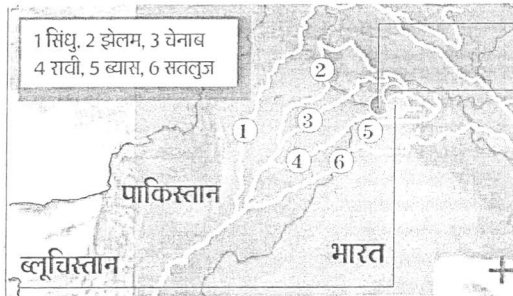 1 सिंधु, 2 झेलम, 3 चेनाब
4 रावी, 5 ब्यास, 6 सतलुज
2
3
1
5
4
6
पाकिस्तान
ब्लूचिस्तान
भारत